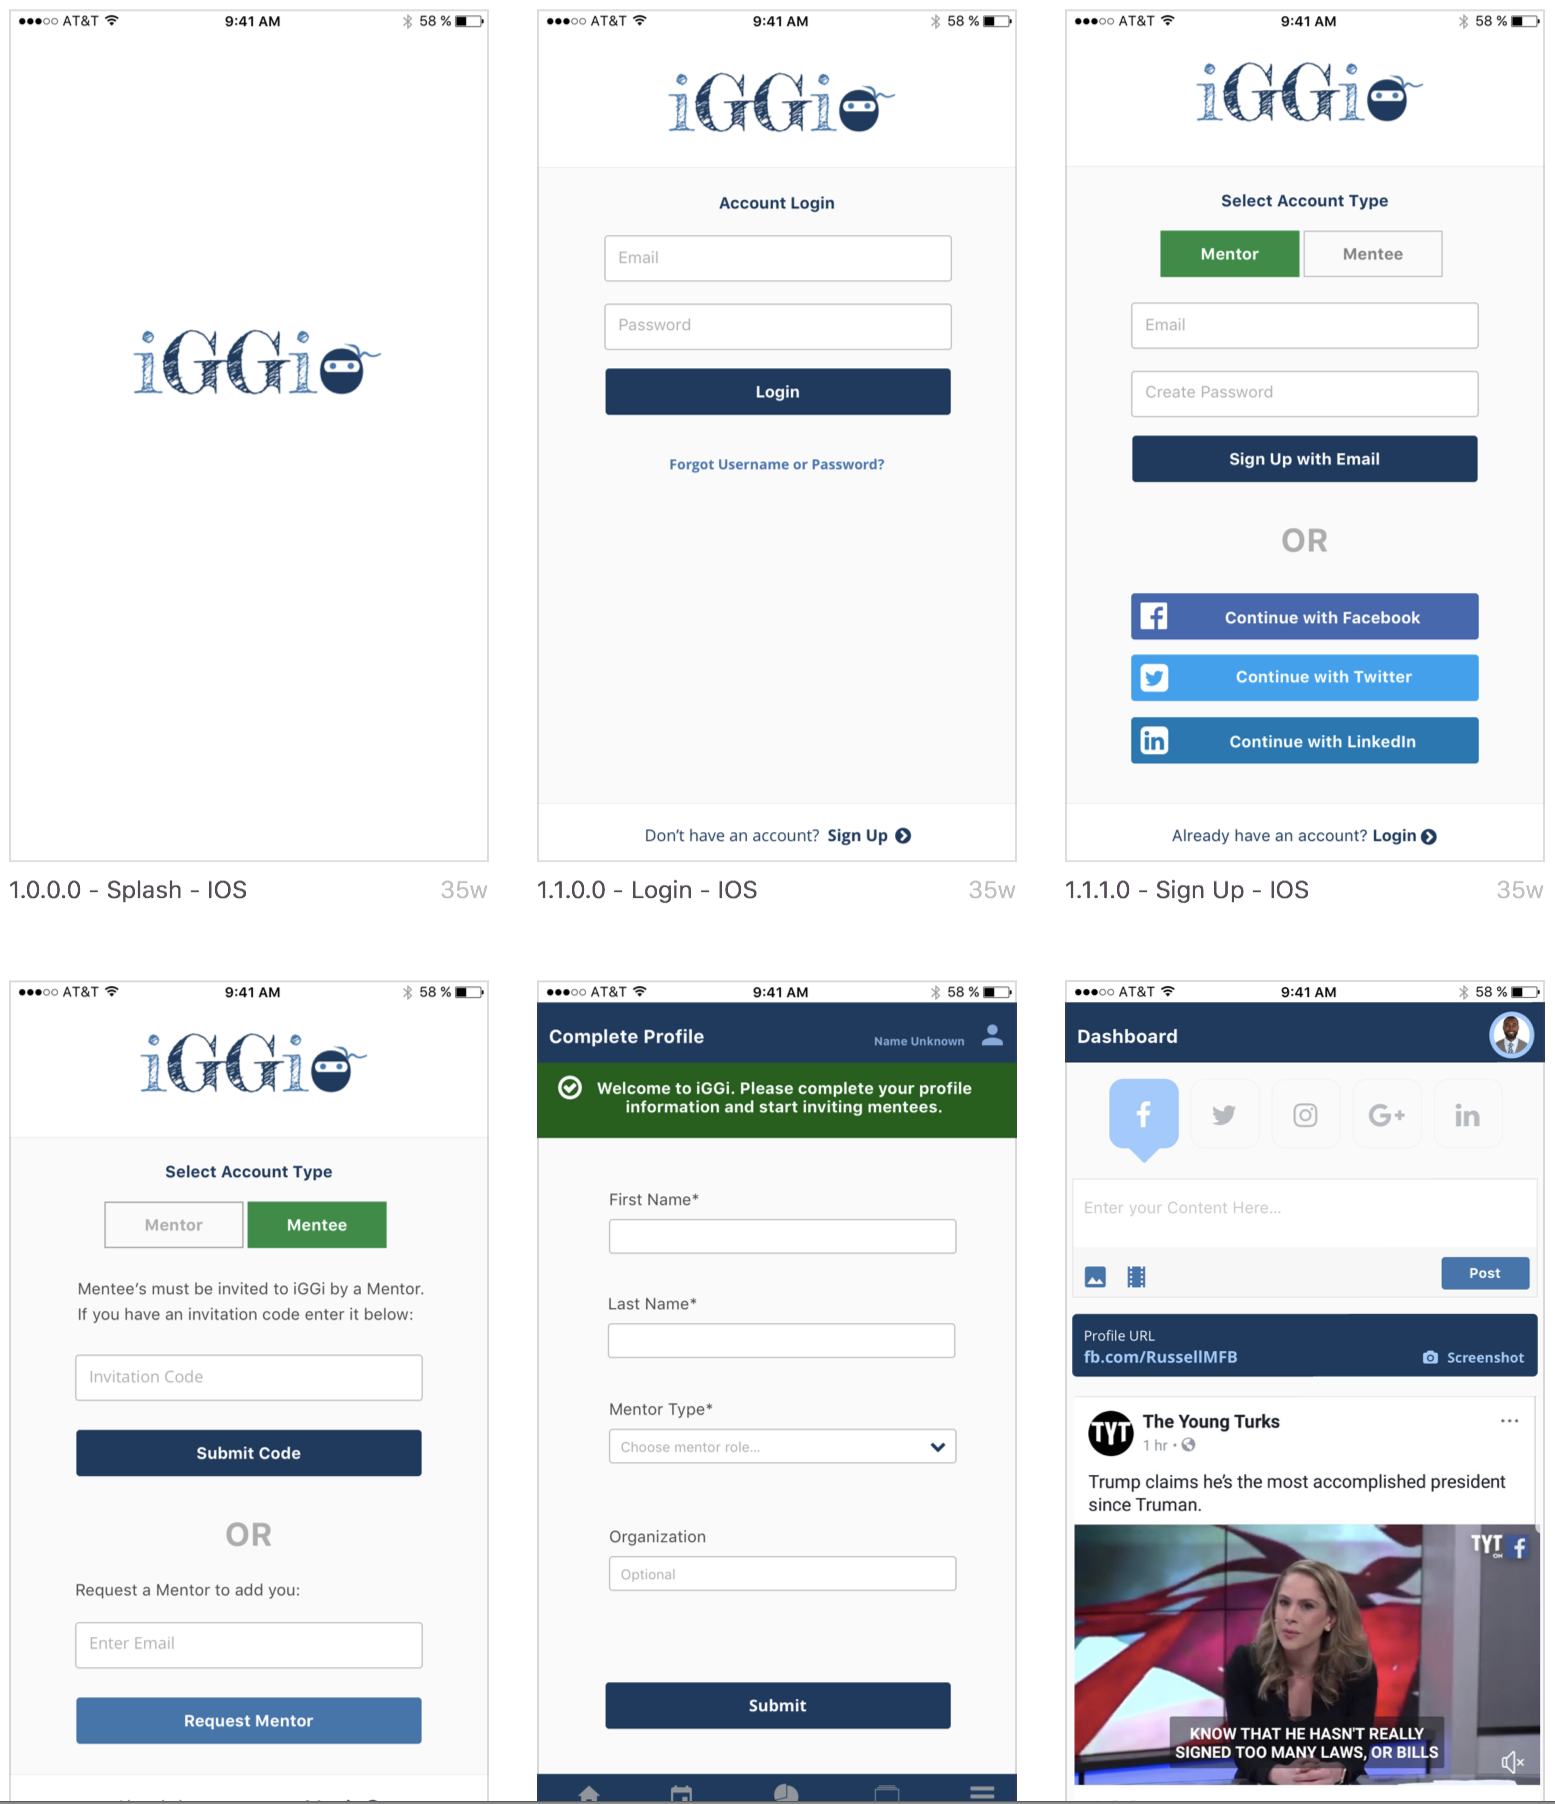 AT&T 9:41 AM 58 %
iGGi
1.0.0.0 - Splash - IOS 35w
AT&T 9:41 AM 58 %
iGGi
Account Login
Email
Password
Login
Forgot Username or Password?
Don't have an account? Sign Up
1.1.0.0 - Login - IOS 35w
AT&T 9:41 AM 58 %
iGGi
Select Account Type
Mentor Mentee
Email
Create Password
Sign Up with Email
OR
Continue with Facebook
Continue with Twitter
in Continue with LinkedIn
Already have an account? Login
1.1.1.0 - Sign Up - IOS 35w
AT&T 9:41 AM 58 %
iGGi
Select Account Type
Mentor Mentee
Mentee's must be invited to iGGi by a Mentor.
If you have an invitation code enter it below:
Invitation Code
Submit Code
OR
Request a Mentor to add you:
Enter Email
Request Mentor
AT&T 9:41 AM 58 %
Complete Profile Name Unknown
Welcome to iGGi. Please complete your profile
information and start inviting mentees.
First Name*
Last Name*
Mentor Type*
Choose mentor role...
Organization
Optional
Submit
AT&T 9:41 AM 58 %
Dashboard
f G+ in
Enter your Content Here...
Post
Profile URL
fb.com/RussellMFB Screenshot
TYT The Young Turks
1 hr
Trump claims he's the most accomplished president
since Truman.
TYT
ON f
KNOW THAT HE HASN'T REALLY
SIGNED TOO MANY LAWS, OR BILLS